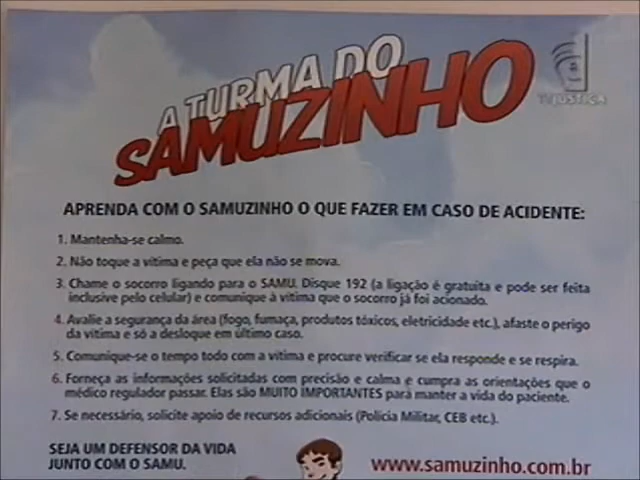 A TURMA DO
SAMUZINHO
TV JUSTIÇA
APRENDA COM O SAMUZINHO O QUE FAZER EM CASO DE ACIDENTE:
1. Mantenha-se calmo.
2. Não toque a vítima e peça que ela não se mova.
3. Chame o socorro ligando para o SAMU. Disque 192 (a ligação é gratuita e pode ser feita
inclusive pelo celular) e comunique à vítima que o socorro já foi acionado.
4. Avalie a segurança da área (fogo, fumaça, produtos tóxicos, eletricidade etc.), afaste o perigo
da vítima e só a desloque em último caso.
5. Comunique-se o tempo todo com a vítima e procure verificar se ela responde e se respira.
6. Forneça as informações solicitadas com precisão e calma e cumpra as orientações que o
médico regulador passar. Elas são MUITO IMPORTANTES para manter a vida do paciente.
7. Se necessário, solicite apoio de recursos adicionais (Polícia Militar, CEB etc.).
SEJA UM DEFENSOR DA VIDA
JUNTO COM O SAMU.
www.samuzinho.com.br